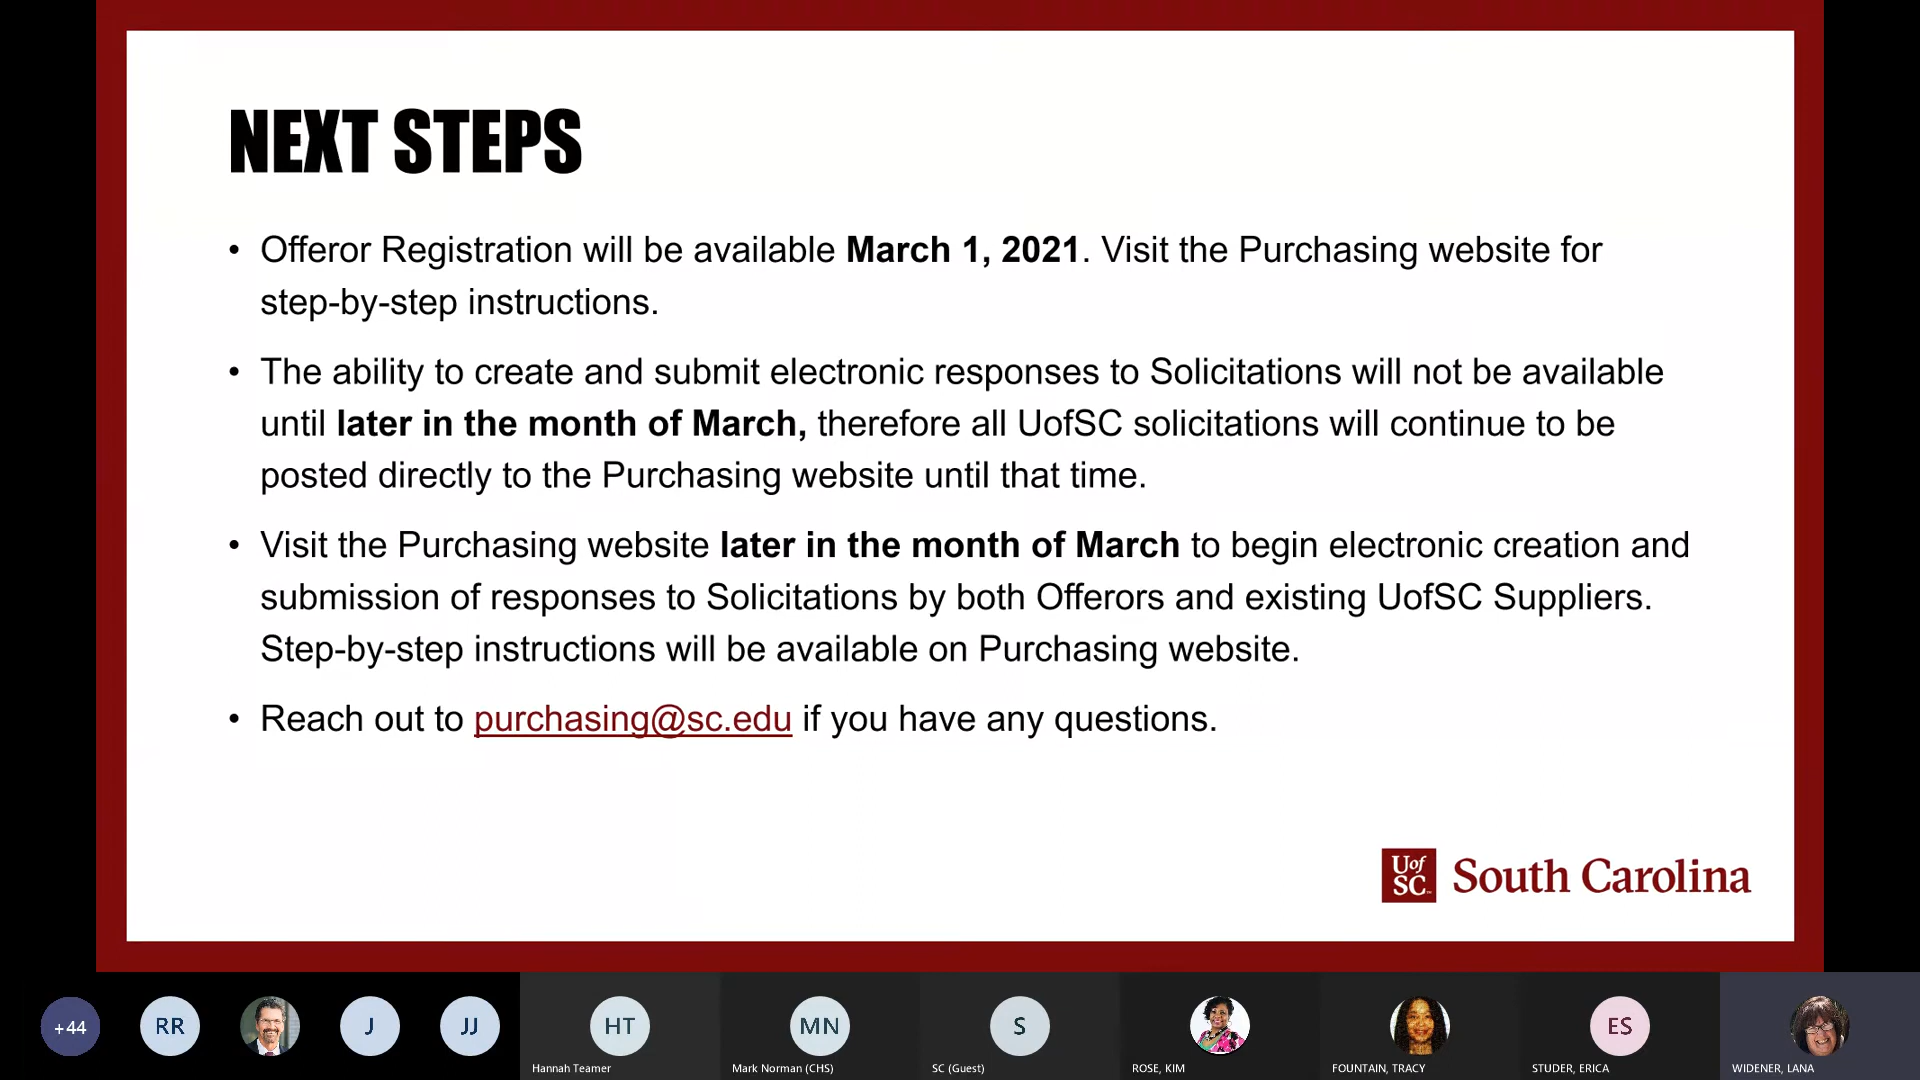 NEXT STEPS
• Offeror Registration will be available March 1, 2021. Visit the Purchasing website for
step-by-step instructions.
• The ability to create and submit electronic responses to Solicitations will not be available
until later in the month of March, therefore all UofSC solicitations will continue to be
posted directly to the Purchasing website until that time.
• Visit the Purchasing website later in the month of March to begin electronic creation and
submission of responses to Solicitations by both Offerors and existing UofSC Suppliers.
Step-by-step instructions will be available on Purchasing website.
• Reach out to purchasing@sc.edu if you have any questions.
Uof
SC
South Carolina
+44
RR
J
JJ
HT
MN
S
ES
Hannah Teamer
Mark Norman (CHS)
SC (Guest)
ROSE, KIM
FOUNTAIN, TRACY
STUDER, ERICA
WIDENER, LANA